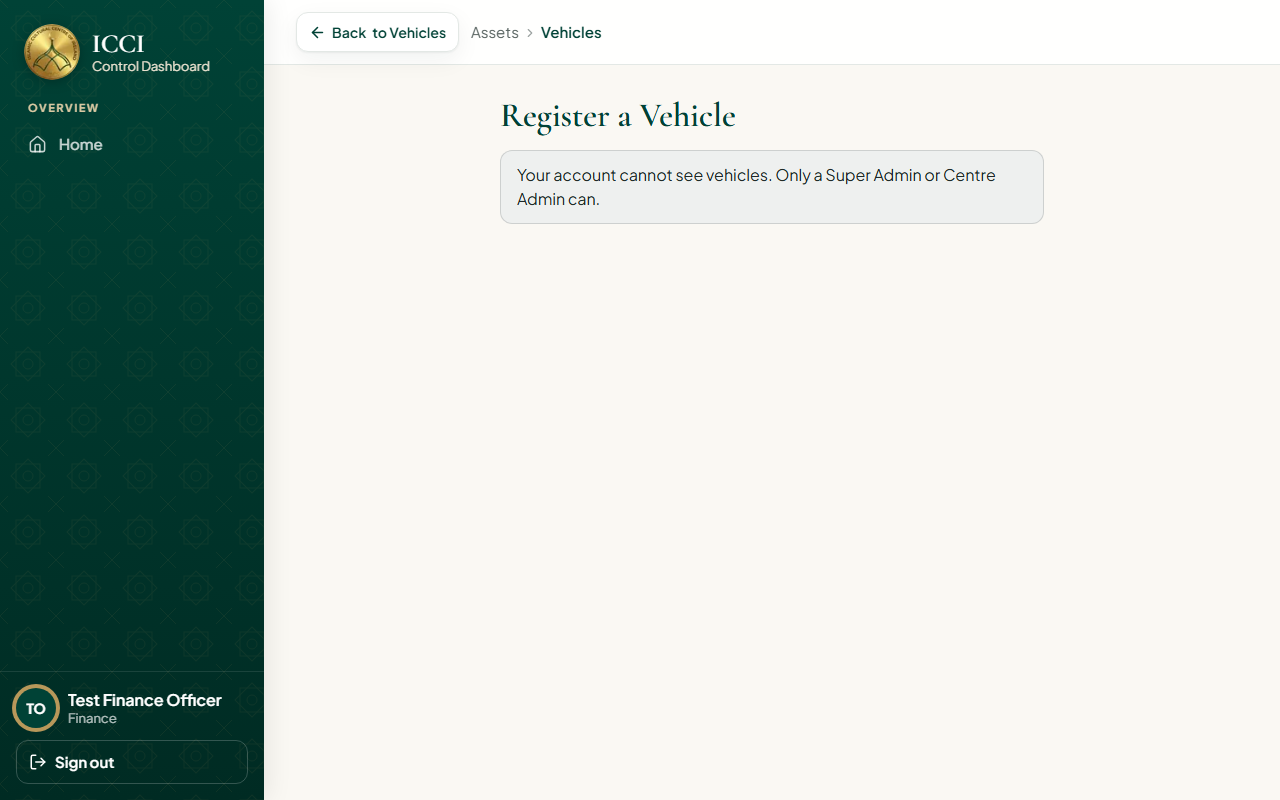 ICCI
Control Dashboard
OVERVIEW
Home
TO
Test Finance Officer
Finance
Sign out
Back to Vehicles
Assets
Vehicles
Register a Vehicle
Your account cannot see vehicles. Only a Super Admin or Centre
Admin can.